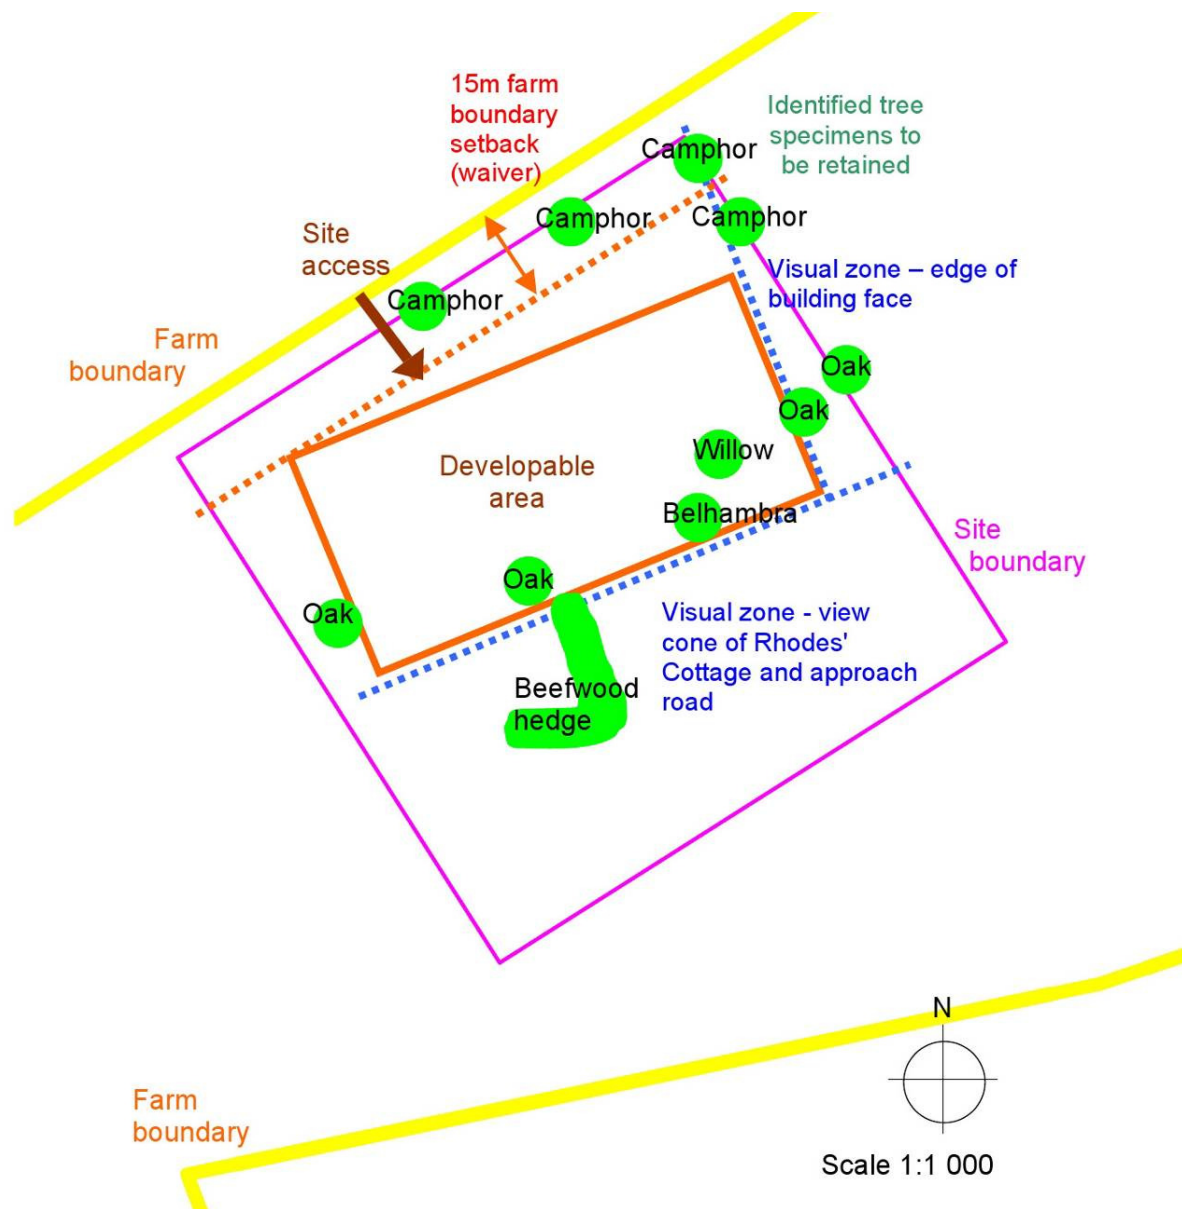 15m farm
boundary
setback
(waiver)
Identified tree
specimens to
be retained
Camphor
Camphor
Camphor
Site
access
Camphor
Visual zone – edge of
building face
Farm
boundary
Oak
Oak
Willow
Developable
area
Belhambra
Site
boundary
Oak
Oak
Visual zone - view
cone of Rhodes'
Cottage and approach
road
Beefwood
hedge
N
Farm
boundary
Scale 1:1 000